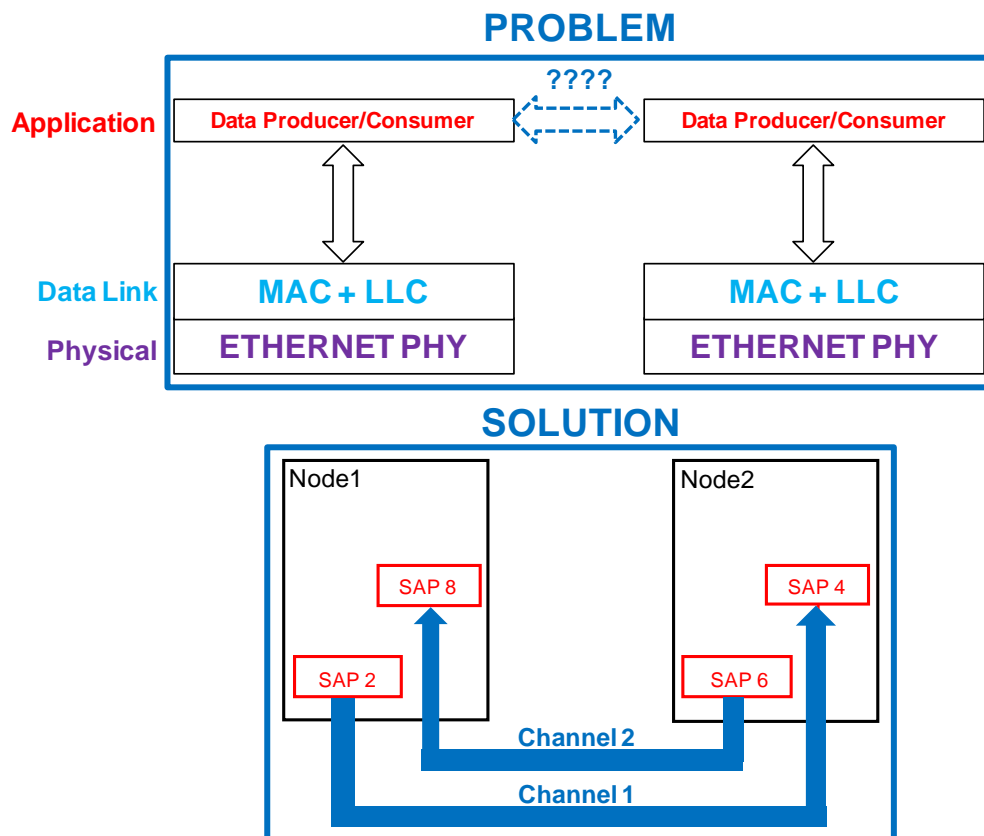 PROBLEM
????
Application
Data Producer/Consumer
Data Producer/Consumer
Data Link
MAC + LLC
MAC + LLC
Physical
ETHERNET PHY
ETHERNET PHY
SOLUTION
Node1
Node2
SAP 8
SAP 4
SAP 2
SAP 6
Channel 2
Channel 1